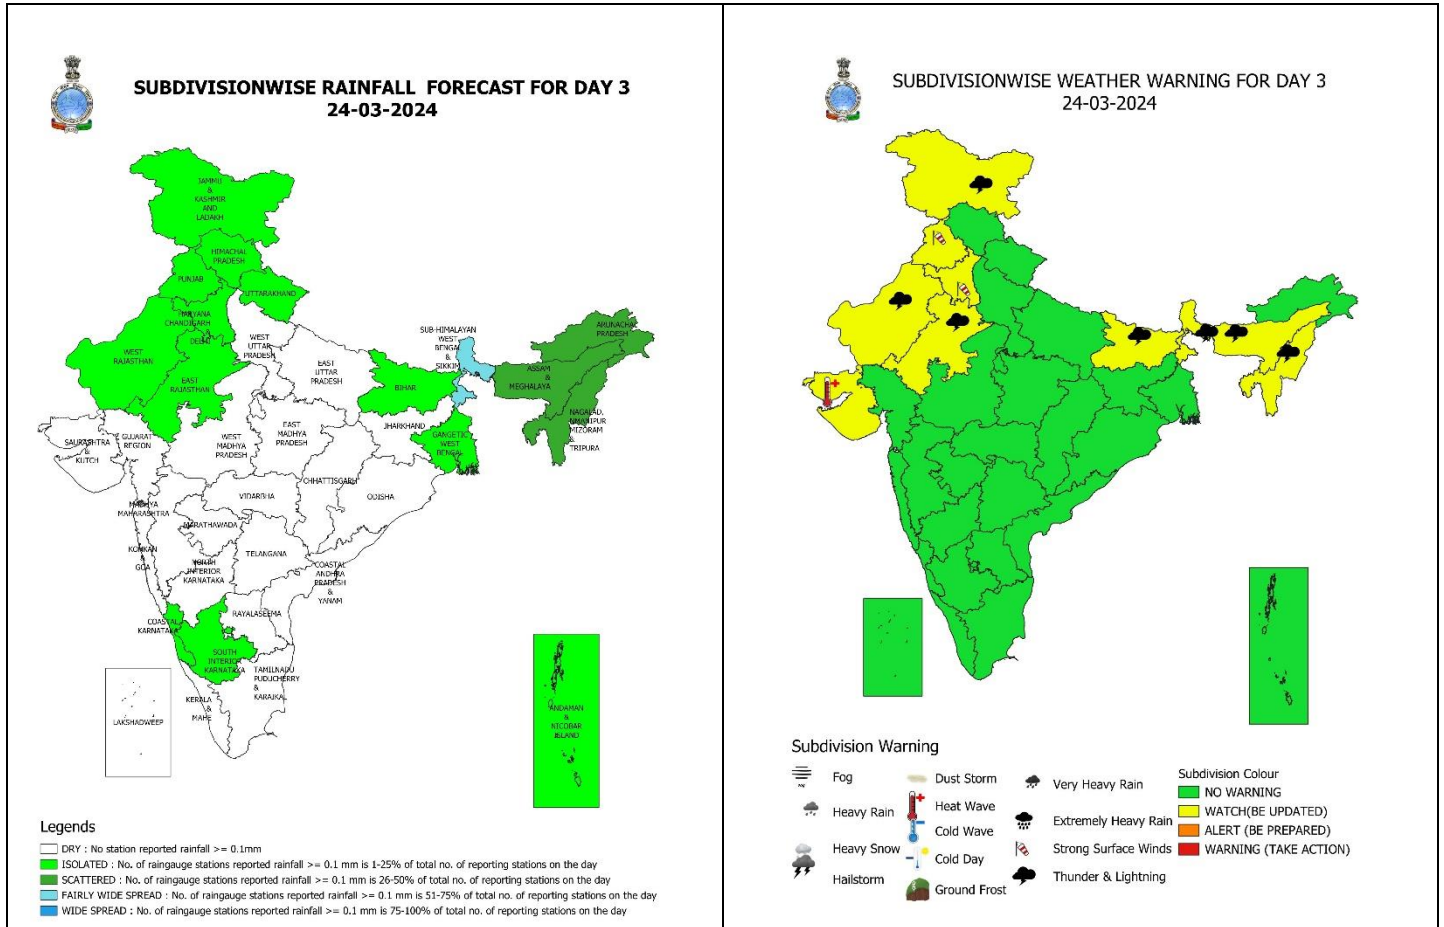 SUBDIVISIONWISE RAINFALL FORECAST FOR DAY 3
24-03-2024
JAMMU
&
KASHMIR
AND
LADAKH
HIMACHAL
PRADESH
PUNJAB
UTTARAKHAND
HARYANA
CHANDIGARH
&
DELHI
WEST
UTTAR
PRADESH
EAST
UTTAR
PRADESH
WEST
RAJASTHAN
EAST
RAJASTHAN
SUB-HIMALAYAN
WEST
BENGAL
&
SIKKIM
ARUNACHAL
PRADESH
ASSAM
&
MEGHALAYA
NAGALAD,
MANIPUR
MIZORAM
&
TRIPURA
BIHAR
JHARKHAND
GANGETIC
WEST
BENGAL
SAURASHTRA
&
KUTCH
GUJARAT
REGION
WEST
MADHYA
PRADESH
EAST
MADHYA
PRADESH
CHHATTISGARH
ODISHA
VIDARBHA
MADHYA
MAHARASHTRA
MARATHAWADA
KONKAN
&
GOA
NORTH
INTERIOR
KARNATAKA
TELANGANA
COASTAL
ANDHRA
PRADESH
&
YANAM
RAYALASEEMA
COASTAL
KARNATAKA
SOUTH
INTERIOR
KARNATAKA
TAMILNADU
PUDUCHERRY
&
KARAIKAL
KERALA
&
MAHE
LAKSHADWEEP
ANDAMAN
&
NICOBAR
ISLAND
Legends
DRY : No station reported rainfall >= 0.1mm
ISOLATED : No. of raingauge stations reported rainfall >= 0.1 mm is 1-25% of total no. of reporting stations on the day
SCATTERED : No. of raingauge stations reported rainfall >= 0.1 mm is 26-50% of total no. of reporting stations on the day
FAIRLY WIDE SPREAD : No. of raingauge stations reported rainfall >= 0.1 mm is 51-75% of total no. of reporting stations on the day
WIDE SPREAD : No. of raingauge stations reported rainfall >= 0.1 mm is 75-100% of total no. of reporting stations on the day
SUBDIVISIONWISE WEATHER WARNING FOR DAY 3
24-03-2024
Subdivision Warning
Fog
Heavy Rain
Heavy Snow
Hailstorm
Dust Storm
Heat Wave
Cold Wave
Cold Day
Ground Frost
Very Heavy Rain
Extremely Heavy Rain
Strong Surface Winds
Thunder & Lightning
Subdivision Colour
NO WARNING
WATCH(BE UPDATED)
ALERT (BE PREPARED)
WARNING (TAKE ACTION)